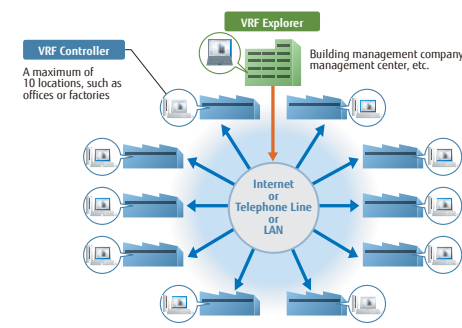 VRF Explorer
VRF Controller
Building management company,
management center, etc.
A maximum of
10 locations, such as
offices or factories
Internet
or
Telephone Line
or
LAN